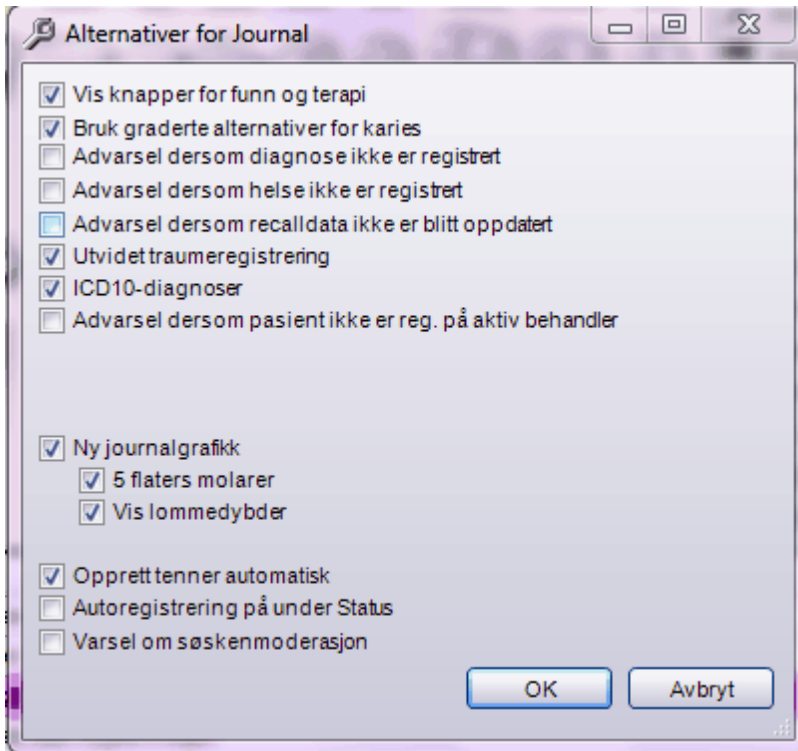 Alternativer for Journal
Vis knapper for funn og terapi
Bruk graderte alternativer for karies
Advarsel dersom diagnose ikke er registrert
Advarsel dersom helse ikke er registrert
Advarsel dersom recalldata ikke er blitt oppdatert
Utvidet traumeregistrering
ICD10-diagnoser
Advarsel dersom pasient ikke er reg. på aktiv behandler
Ny journalgrafikk
5 flaters molarer
Vis lommedybder
Opprett tenner automatisk
Autoregistrering på under Status
Varsel om søskenmoderasjon
OK Avbryt